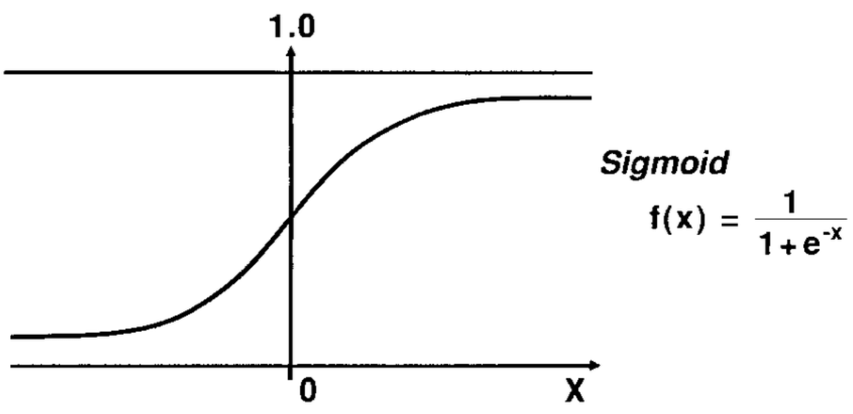 1.0
Sigmoid
f(x) = 1 / 1 + e^-x
0
X